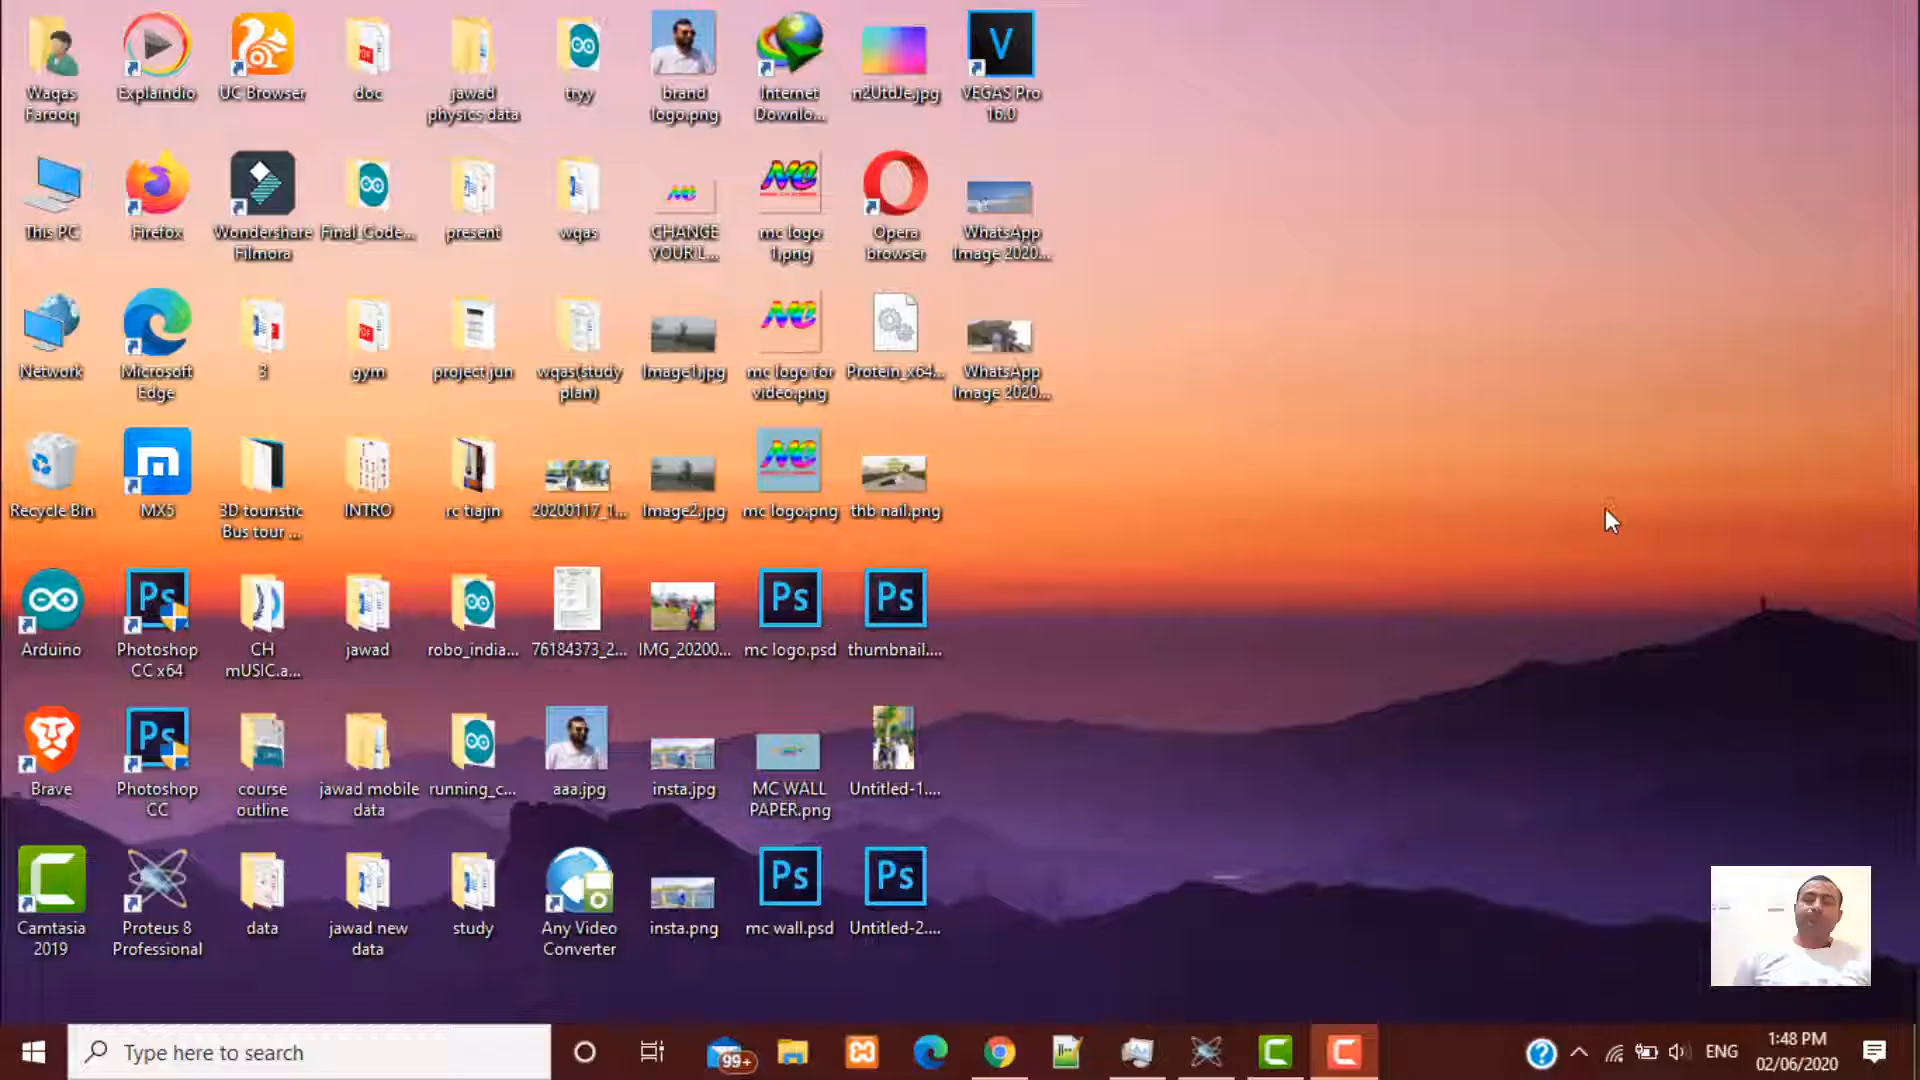 Waqas
Farooq
Explaindio
UC Browser
doc
jawad
physics data
tryy
brand
logo.png
Internet
Downlo...
n2UtdJe.jpg
VEGAS Pro
16.0
This PC
Firefox
Wondershare
Filmora
Final_Code...
present
wqas
CHANGE
YOUR L...
mc logo
1.png
Opera
browser
WhatsApp
Image 2020...
Network
Microsoft
Edge
3
gym
project jun
wqas(study
plan)
Image1.jpg
mc logo for
video.png
Protein_x64...
WhatsApp
Image 2020...
Recycle Bin
MX5
3D touristic
Bus tour ...
INTRO
rc tiajin
20200117_1...
Image2.jpg
mc logo.png
thb nail.png
Arduino
Photoshop
CC x64
CH
mUSIC.a...
jawad
robo_india...
76184373_2...
IMG_20200...
mc logo.psd
thumbnail....
Brave
Photoshop
CC
course
outline
jawad mobile
data
running_c...
aaa.jpg
insta.jpg
MC WALL
PAPER.png
Untitled-1....
Camtasia
2019
Proteus 8
Professional
data
jawad new
data
study
Any Video
Converter
insta.png
mc wall.psd
Untitled-2....
Type here to search
99+
ENG
1:48 PM
02/06/2020